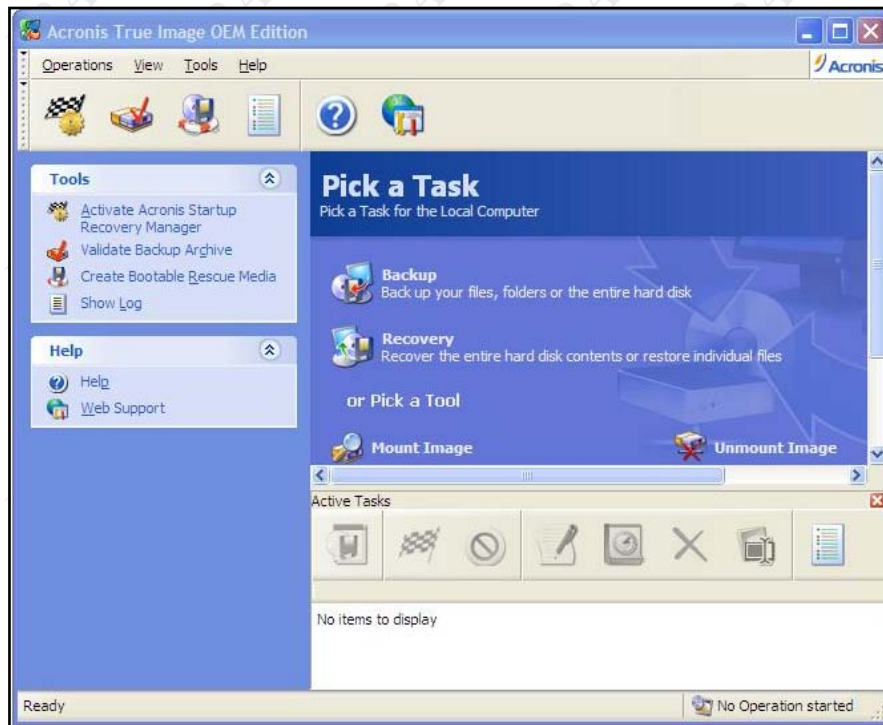 Acronis True Image OEM Edition
Operations View Tools Help
Acronis
Tools
Activate Acronis Startup
Recovery Manager
Validate Backup Archive
Create Bootable Rescue Media
Show Log
Help
Help
Web Support
Pick a Task
Pick a Task for the Local Computer
Backup
Back up your files, folders or the entire hard disk
Recovery
Recover the entire hard disk contents or restore individual files
or Pick a Tool
Mount Image
Unmount Image
Active Tasks
No items to display
Ready
No Operation started